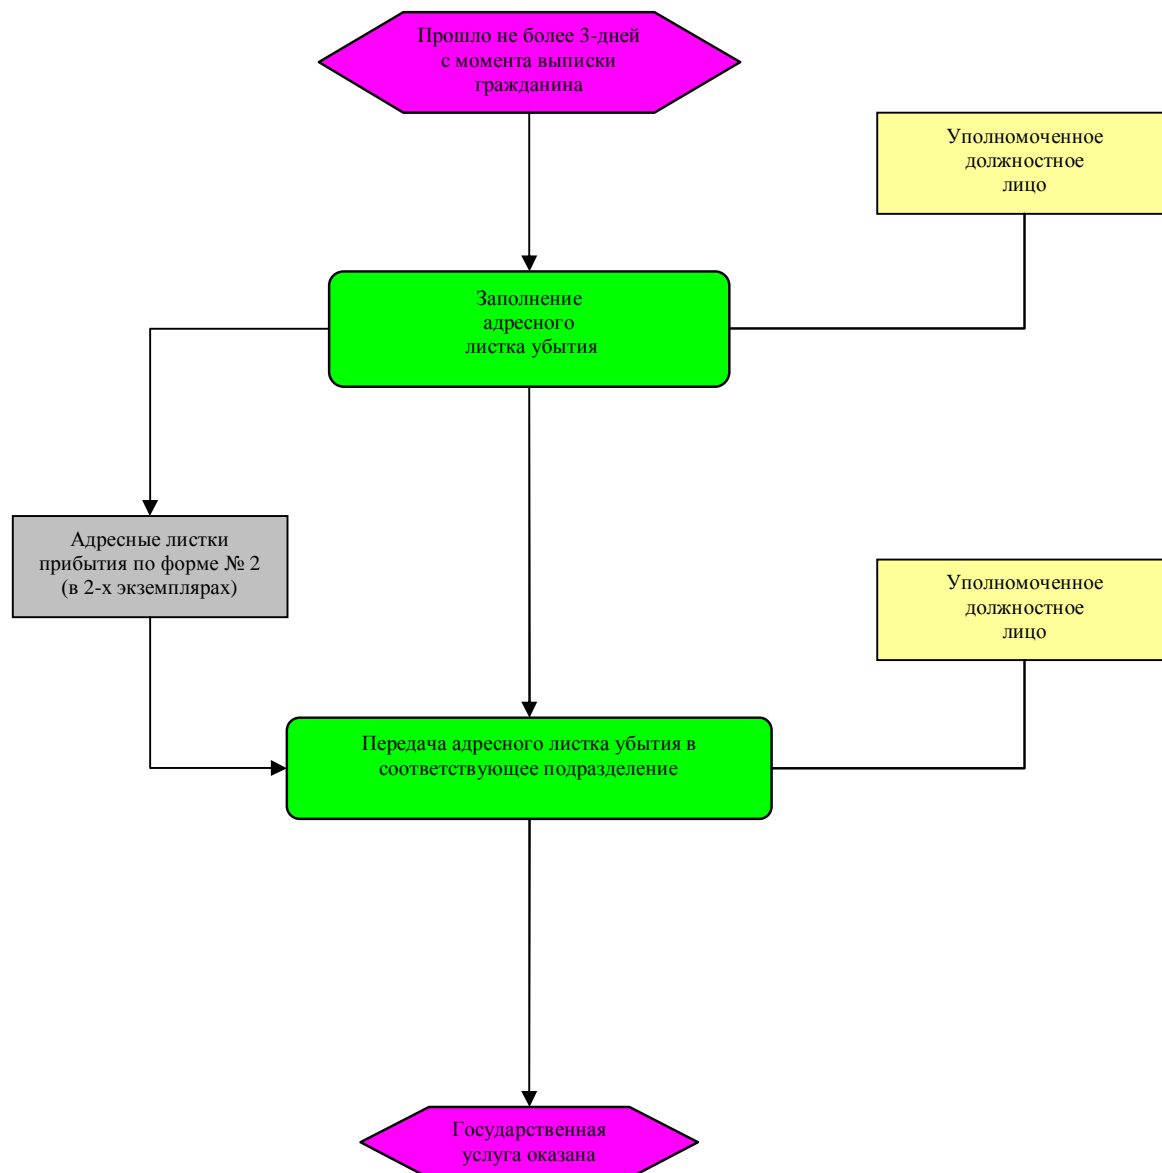 Прошло не более 3-дней
с момента выписки
гражданина
Уполномоченное
должностное
лицо
Заполнение
адресного
листка убытия
Адресные листки
прибытия по форме № 2
(в 2-х экземплярах)
Уполномоченное
должностное
лицо
Передача адресного листка убытия в
соответствующее подразделение
Государственная
услуга оказана